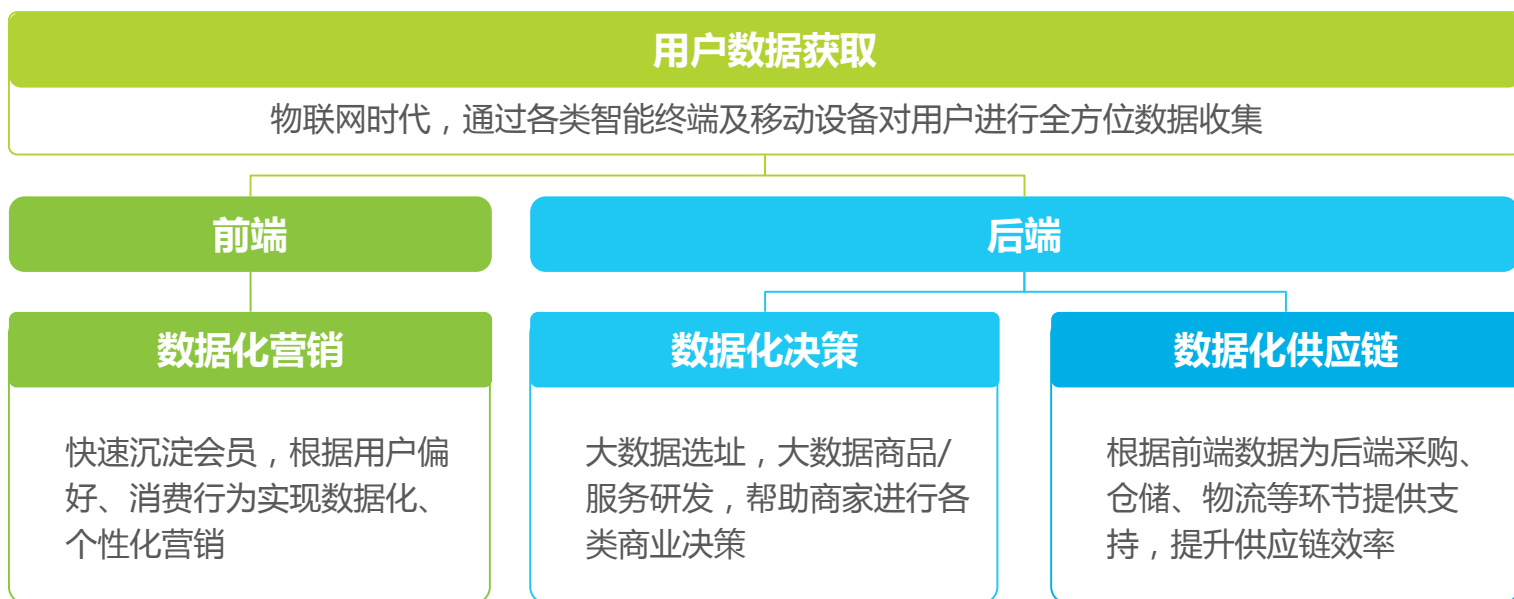 用户数据获取
物联网时代，通过各类智能终端及移动设备对用户进行全方位数据收集
前端
后端
数据化营销
快速沉淀会员，根据用户偏
好、消费行为实现数据化、
个性化营销
数据化决策
大数据选址，大数据商品/
服务研发，帮助商家进行各
类商业决策
数据化供应链
根据前端数据为后端采购、
仓储、物流等环节提供支
持，提升供应链效率